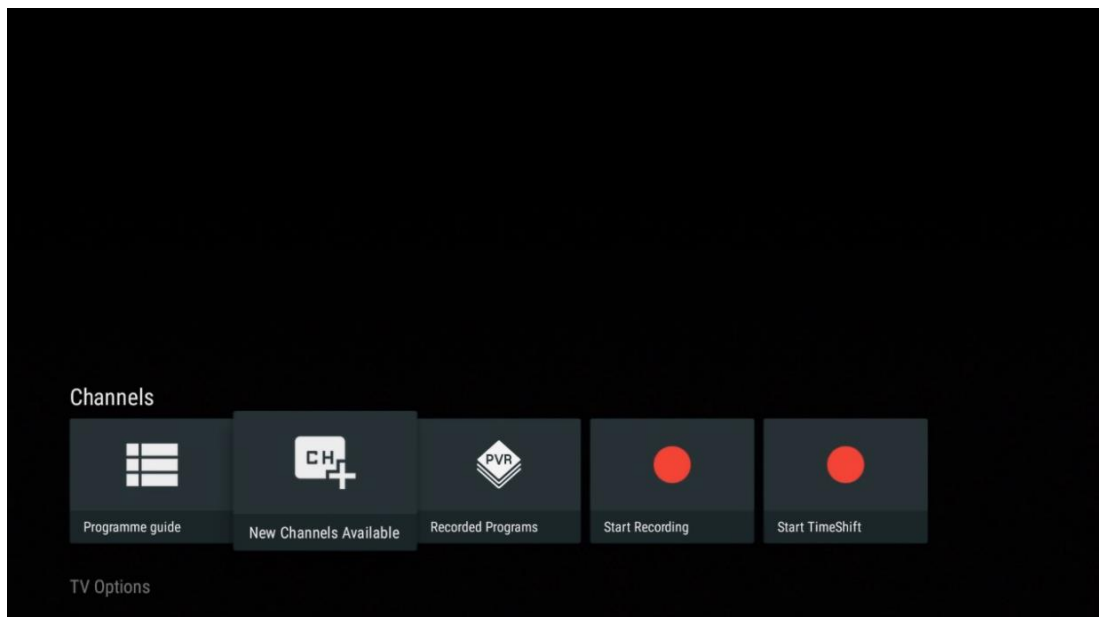 Channels
CH
PVR
Programme guide
New Channels Available
Recorded Programs
Start Recording
Start TimeShift
TV Options